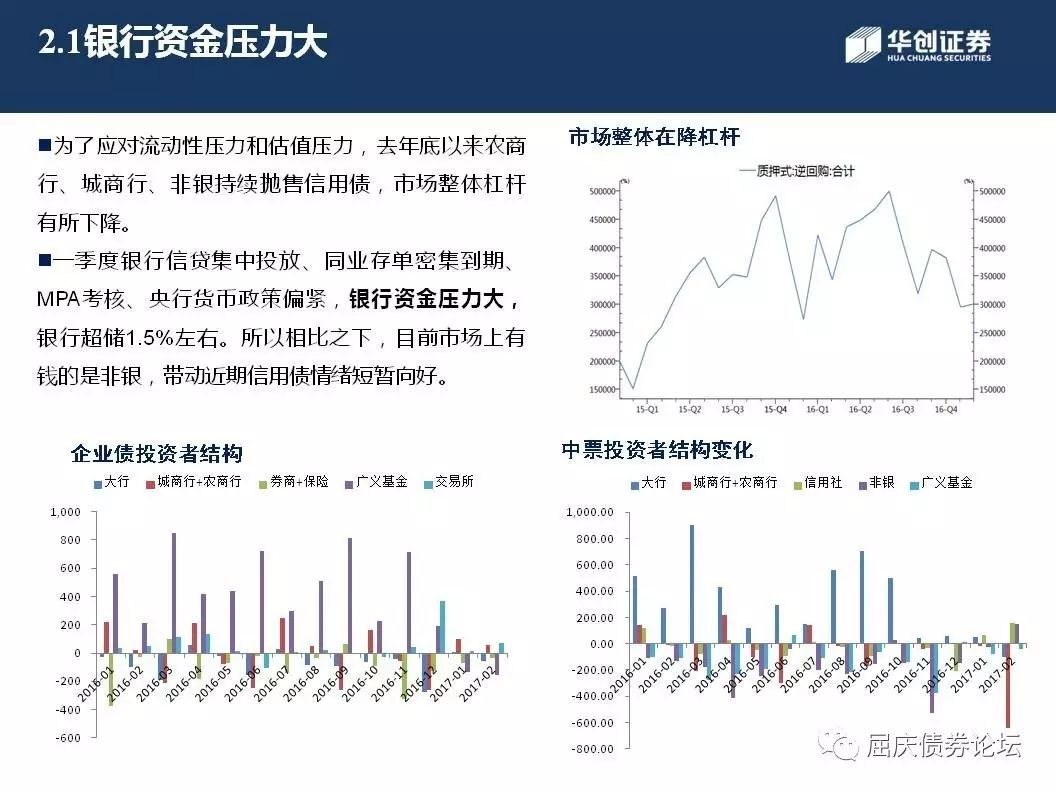 2.1银行资金压力大
华创证券
HUA CHUANG SECURITIES
■为了应对流动性压力和估值压力，去年底以来农商
行、城商行、非银持续抛售信用债，市场整体杠杆
有所下降。
■一季度银行信贷集中投放、同业存单密集到期、
MPA考核、央行货币政策偏紧，银行资金压力大，
银行超储1.5%左右。所以相比之下，目前市场上有
钱的是非银，带动近期信用债情绪短暂向好。
市场整体在降杠杆
质押式:逆回购:合计
(%) (%)
500000 500000
450000 450000
400000 400000
350000 350000
300000 300000
250000 250000
200000 200000
150000 150000
15-Q1 15-Q2 15-Q3 15-Q4 16-Q1 16-Q2 16-Q3 16-Q4
企业债投资者结构
大行 城商行+农商行 券商+保险 广义基金 交易所
1,000
800
600
400
200
0
-200
-400
-600
2016-01 2016-02 2016-03 2016-04 2016-05 2016-06 2016-07 2016-08 2016-09 2016-10 2016-11 2016-12 2017-01 2017-02
中票投资者结构变化
大行 城商行+农商行 信用社 非银 广义基金
1,000.00
800.00
600.00
400.00
200.00
0.00
-200.00
-400.00
-600.00
-800.00
2016-01 2016-02 2016-03 2016-04 2016-05 2016-06 2016-07 2016-08 2016-09 2016-10 2016-11 2016-12 2017-01 2017-02
屈庆债券论坛